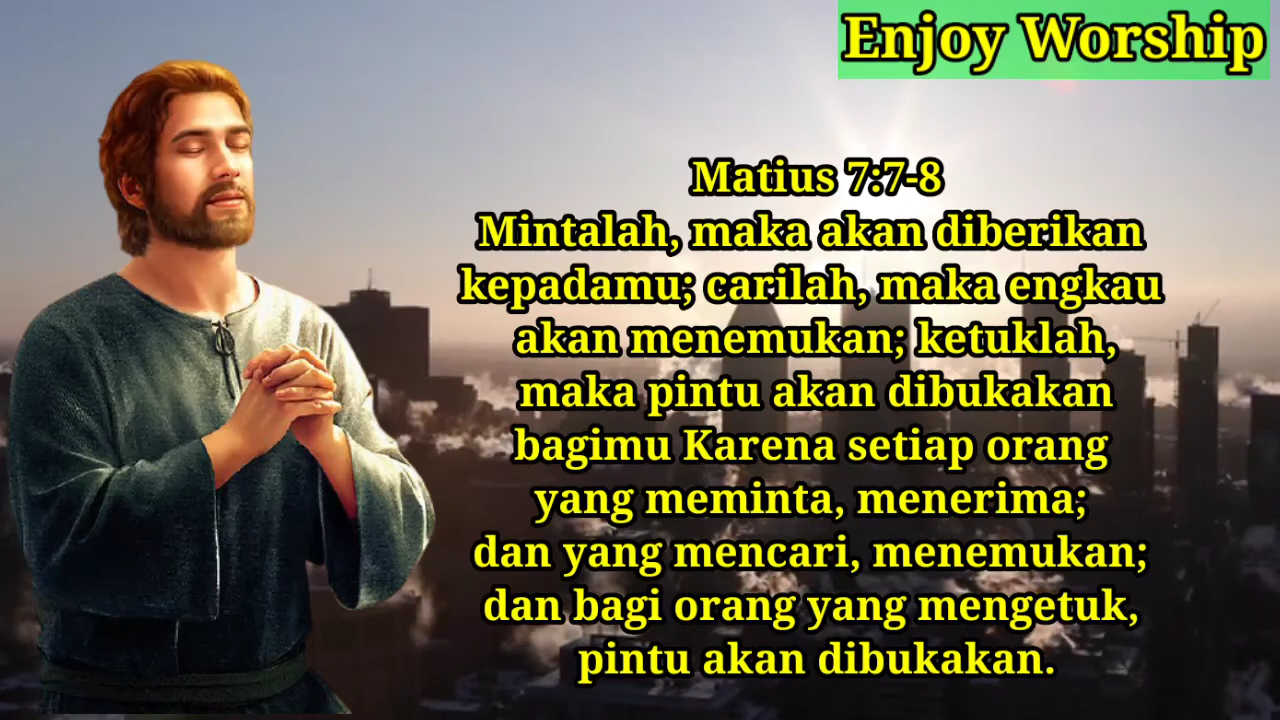 Enjoy Worship
Matius 7:7-8
Mintalah, maka akan diberikan
kepadamu; carilah, maka engkau
akan menemukan; ketuklah,
maka pintu akan dibukakan
bagimu Karena setiap orang
yang meminta, menerima;
dan yang mencari, menemukan;
dan bagi orang yang mengetuk,
pintu akan dibukakan.